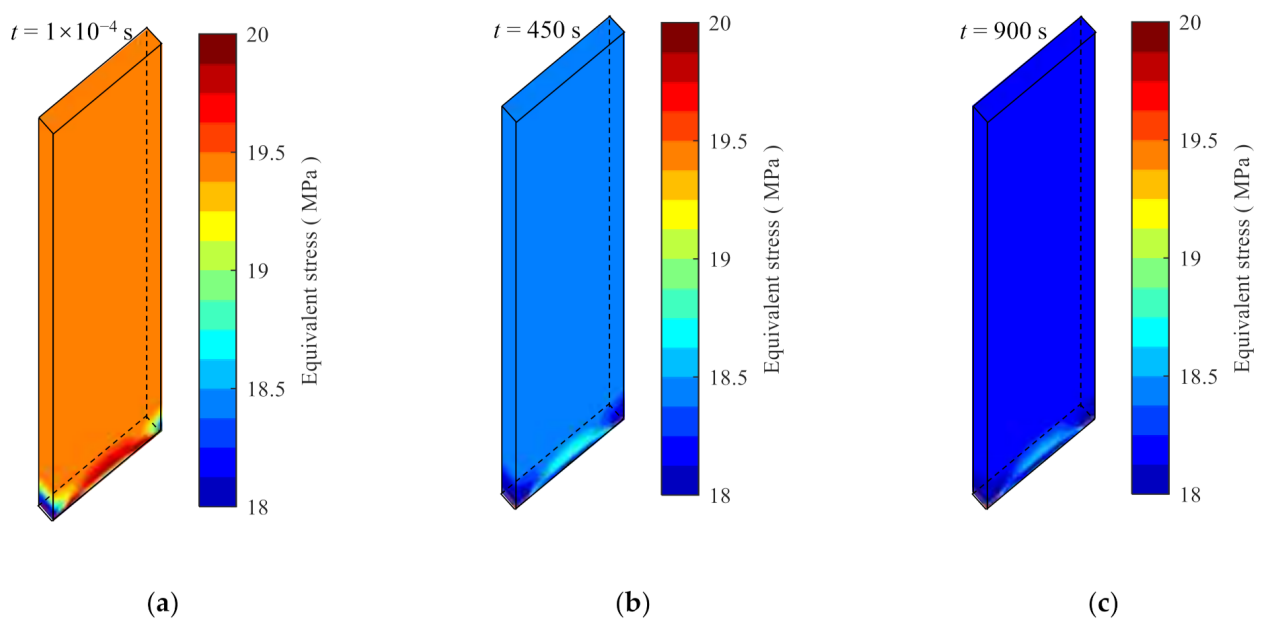 t = 1×10⁻⁴ s
20
19.5
19
18.5
18
Equivalent stress ( MPa )
(a)
t = 450 s
20
19.5
19
18.5
18
Equivalent stress ( MPa )
(b)
t = 900 s
20
19.5
19
18.5
18
Equivalent stress ( MPa )
(c)